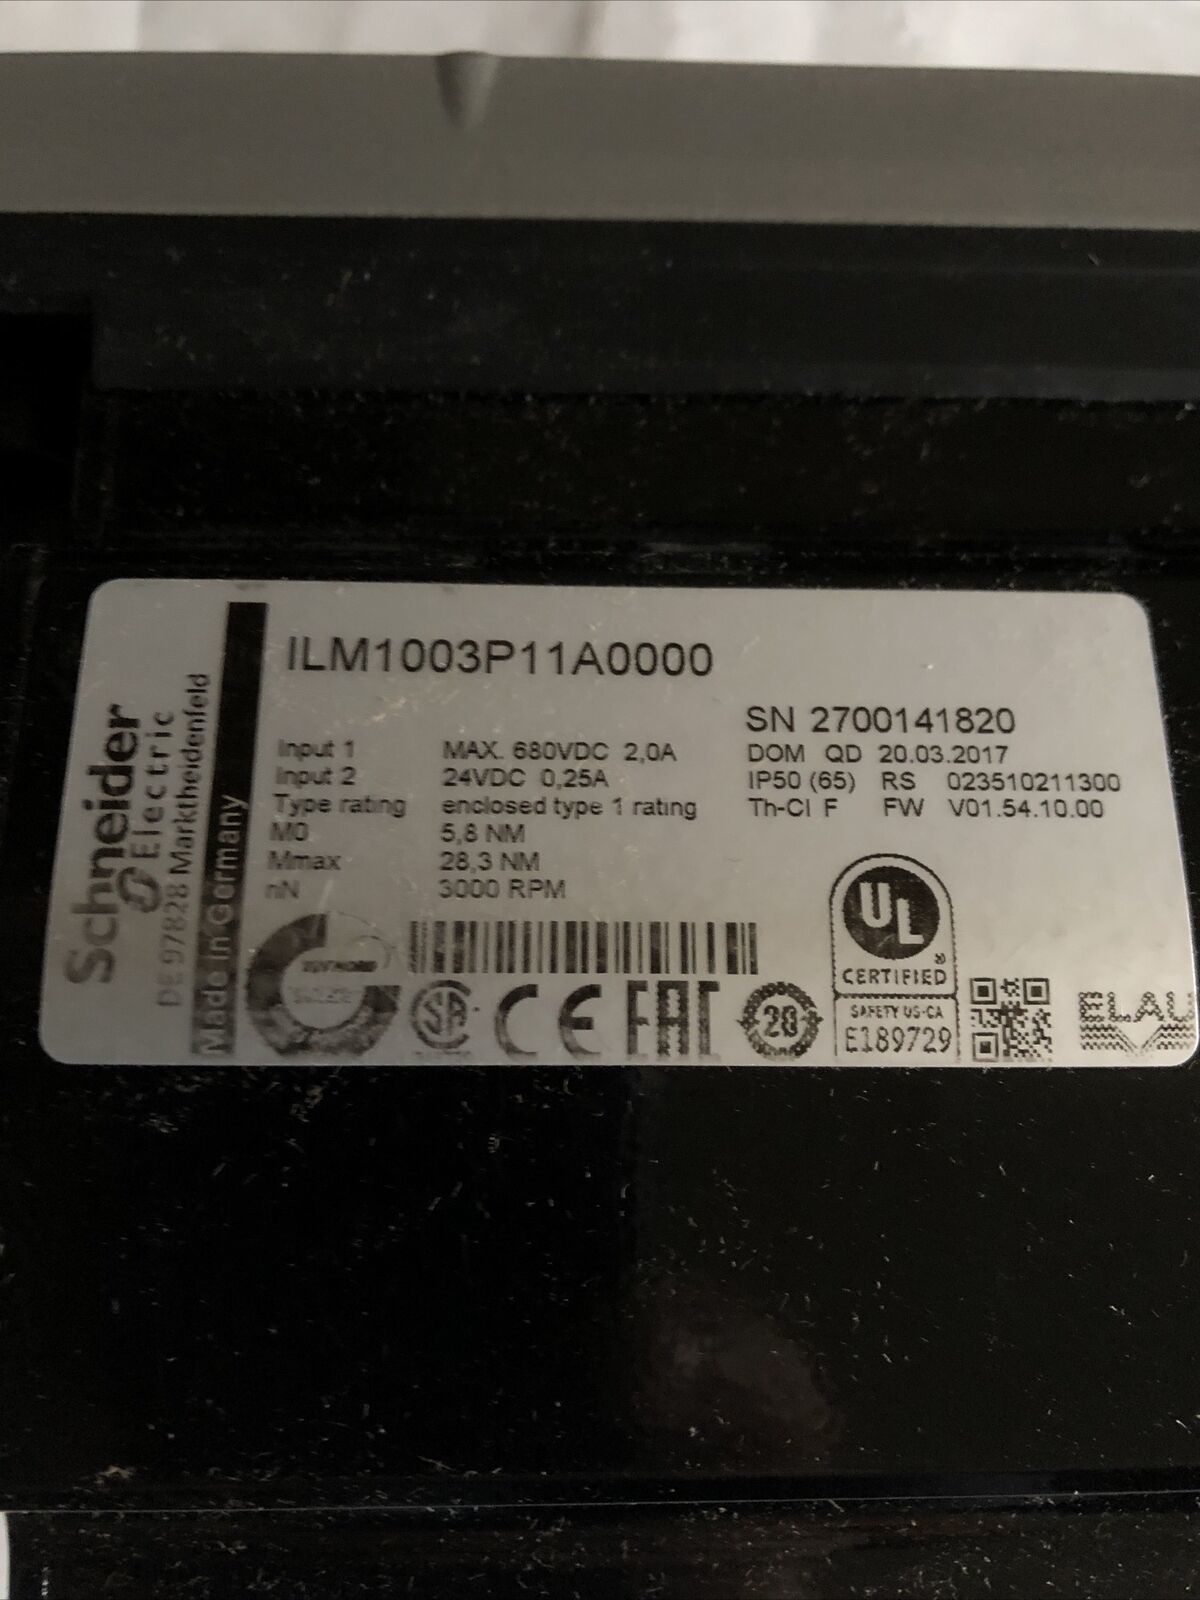 Schneider
Electric
DE 97828 Marktheidenfeld
Made in Germany
ILM1003P11A0000
SN 2700141820
Input 1 MAX. 680VDC 2,0A DOM QD 20.03.2017
Input 2 24VDC 0,25A IP50 (65) RS 023510211300
Type rating enclosed type 1 rating Th-Cl F FW V01.54.10.00
M0 5,8 NM
Mmax 28,3 NM
nN 3000 RPM
TUV NORD
SA
CE
EAC
20
UL
®
CERTIFIED
SAFETY US-CA
E189729
ELAU